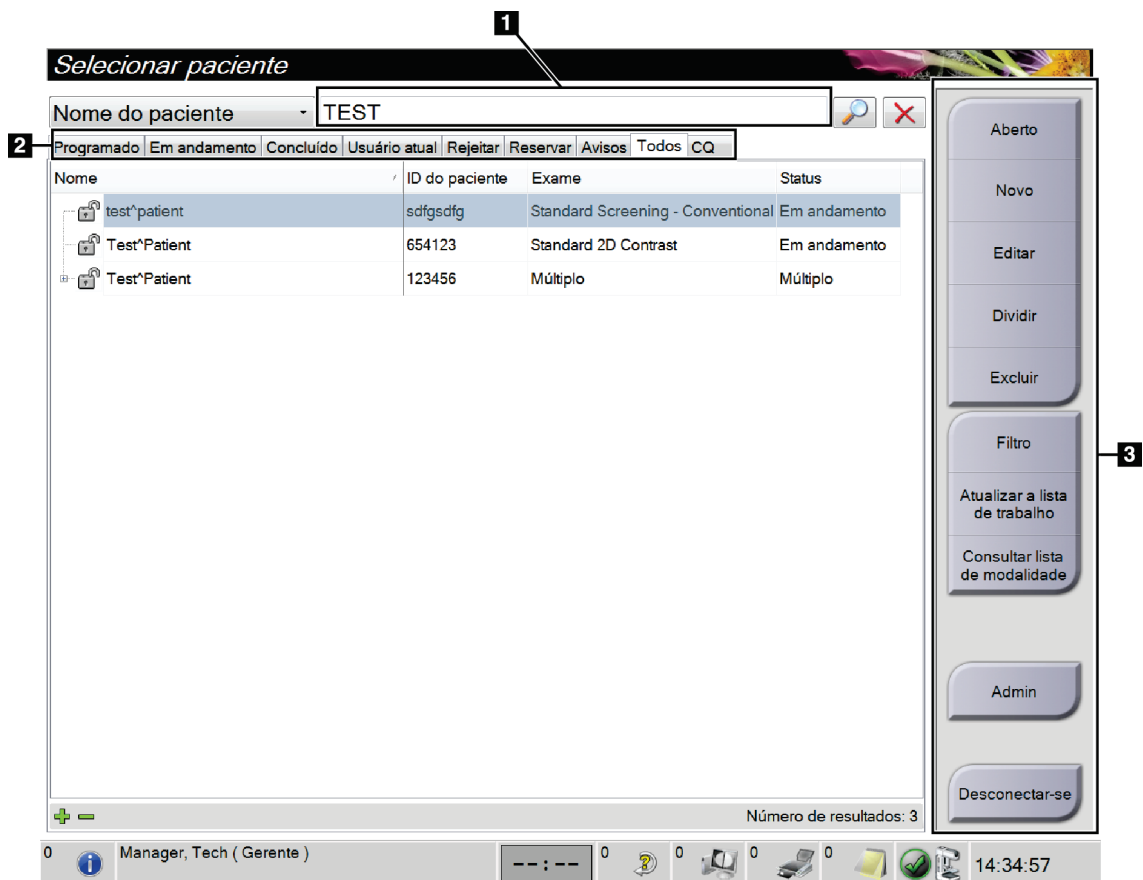 1
Selecionar paciente
Nome do paciente TEST
2
Programado Em andamento Concluído Usuário atual Rejeitar Reservar Avisos Todos CQ
Nome ID do paciente Exame Status
test^patient sdfgsdfg Standard Screening - Conventional Em andamento
Test^Patient 654123 Standard 2D Contrast Em andamento
Test^Patient 123456 Múltiplo Múltiplo
Aberto
Novo
Editar
Dividir
Excluir
Filtro
3
Atualizar a lista
de trabalho
Consultar lista
de modalidade
Admin
Desconectar-se
Número de resultados: 3
0 Manager, Tech ( Gerente ) --:-- 0 0 0 0 14:34:57